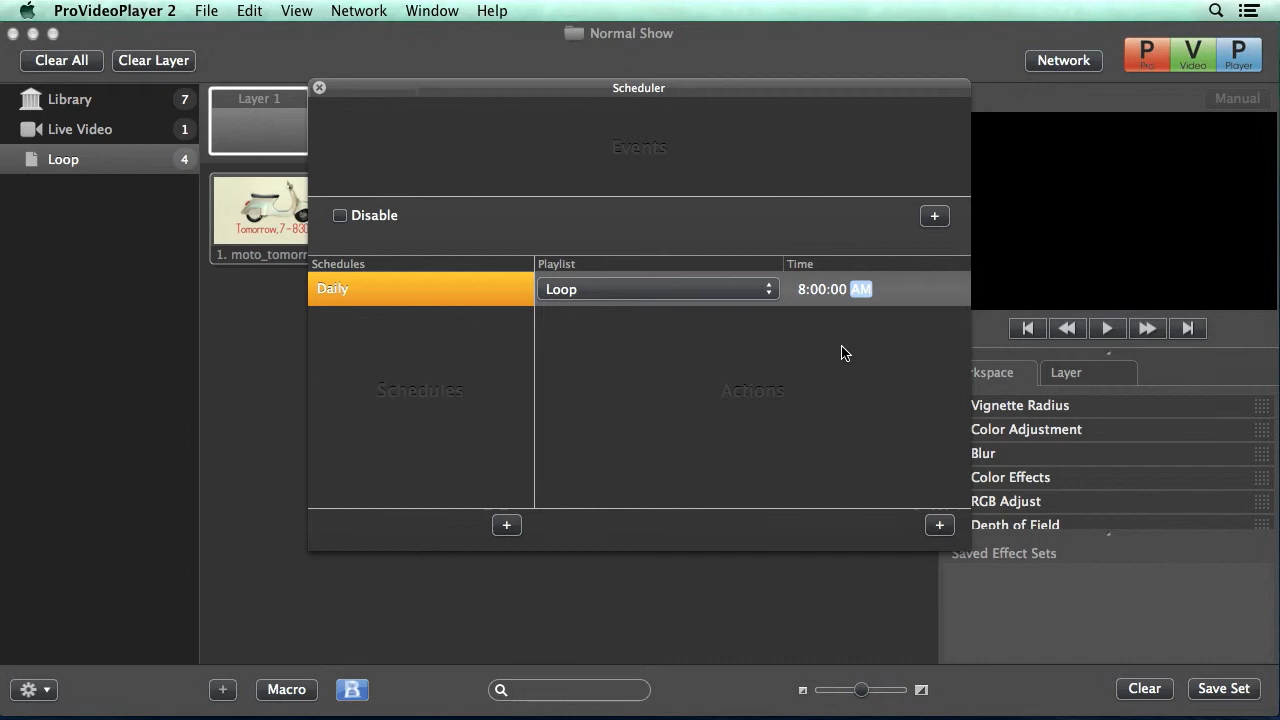 ProVideoPlayer 2 File Edit View Network Window Help
Normal Show
Clear All Clear Layer Network P V P
Pro Video Player
Library 7
Live Video 1
Loop 4
Layer 1
Manual
Tomorrow, 7-830
1. moto_tomorr
Scheduler
Events
Disable +
Schedules Playlist Time
Daily Loop 8:00:00 AM
Schedules Actions
+ +
rkspace Layer
Vignette Radius
Color Adjustment
Blur
Color Effects
RGB Adjust
Depth of Field
Saved Effect Sets
+ Macro B Clear Save Set